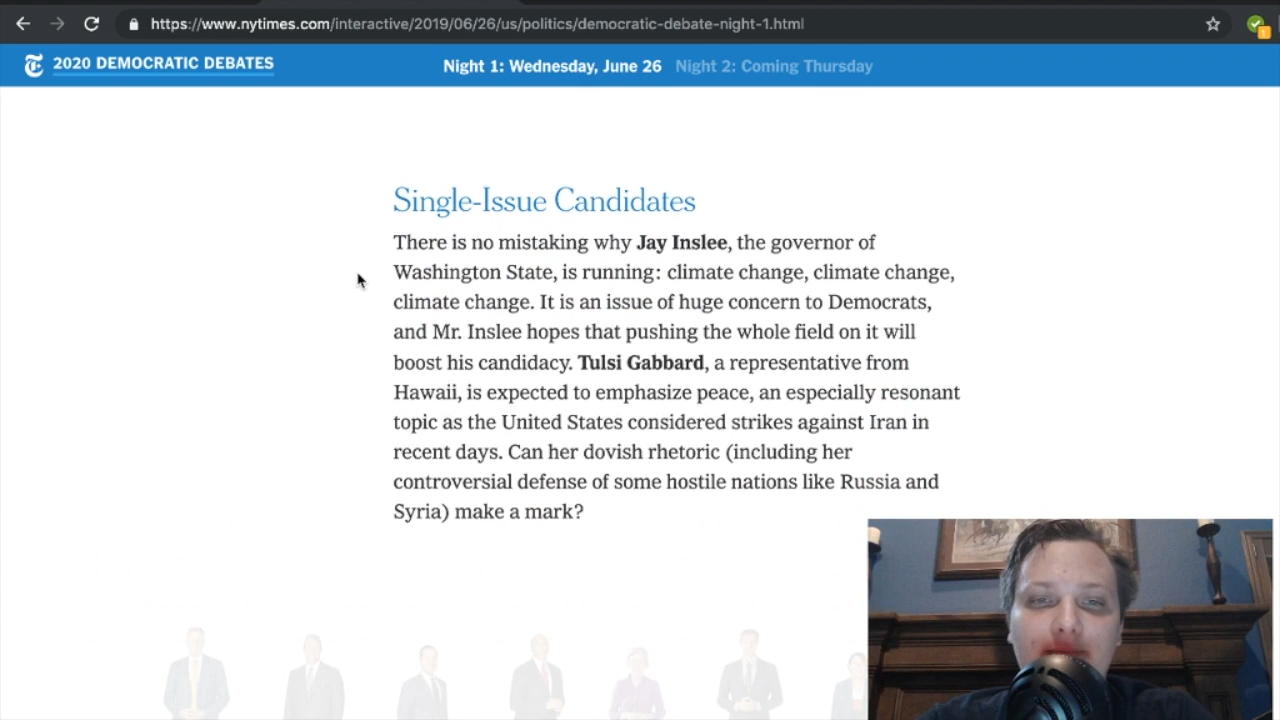 https://www.nytimes.com/interactive/2019/06/26/us/politics/democratic-debate-night-1.html
2020 DEMOCRATIC DEBATES
Night 1: Wednesday, June 26 Night 2: Coming Thursday
Single-Issue Candidates
There is no mistaking why Jay Inslee, the governor of
Washington State, is running: climate change, climate change,
climate change. It is an issue of huge concern to Democrats,
and Mr. Inslee hopes that pushing the whole field on it will
boost his candidacy. Tulsi Gabbard, a representative from
Hawaii, is expected to emphasize peace, an especially resonant
topic as the United States considered strikes against Iran in
recent days. Can her dovish rhetoric (including her
controversial defense of some hostile nations like Russia and
Syria) make a mark?